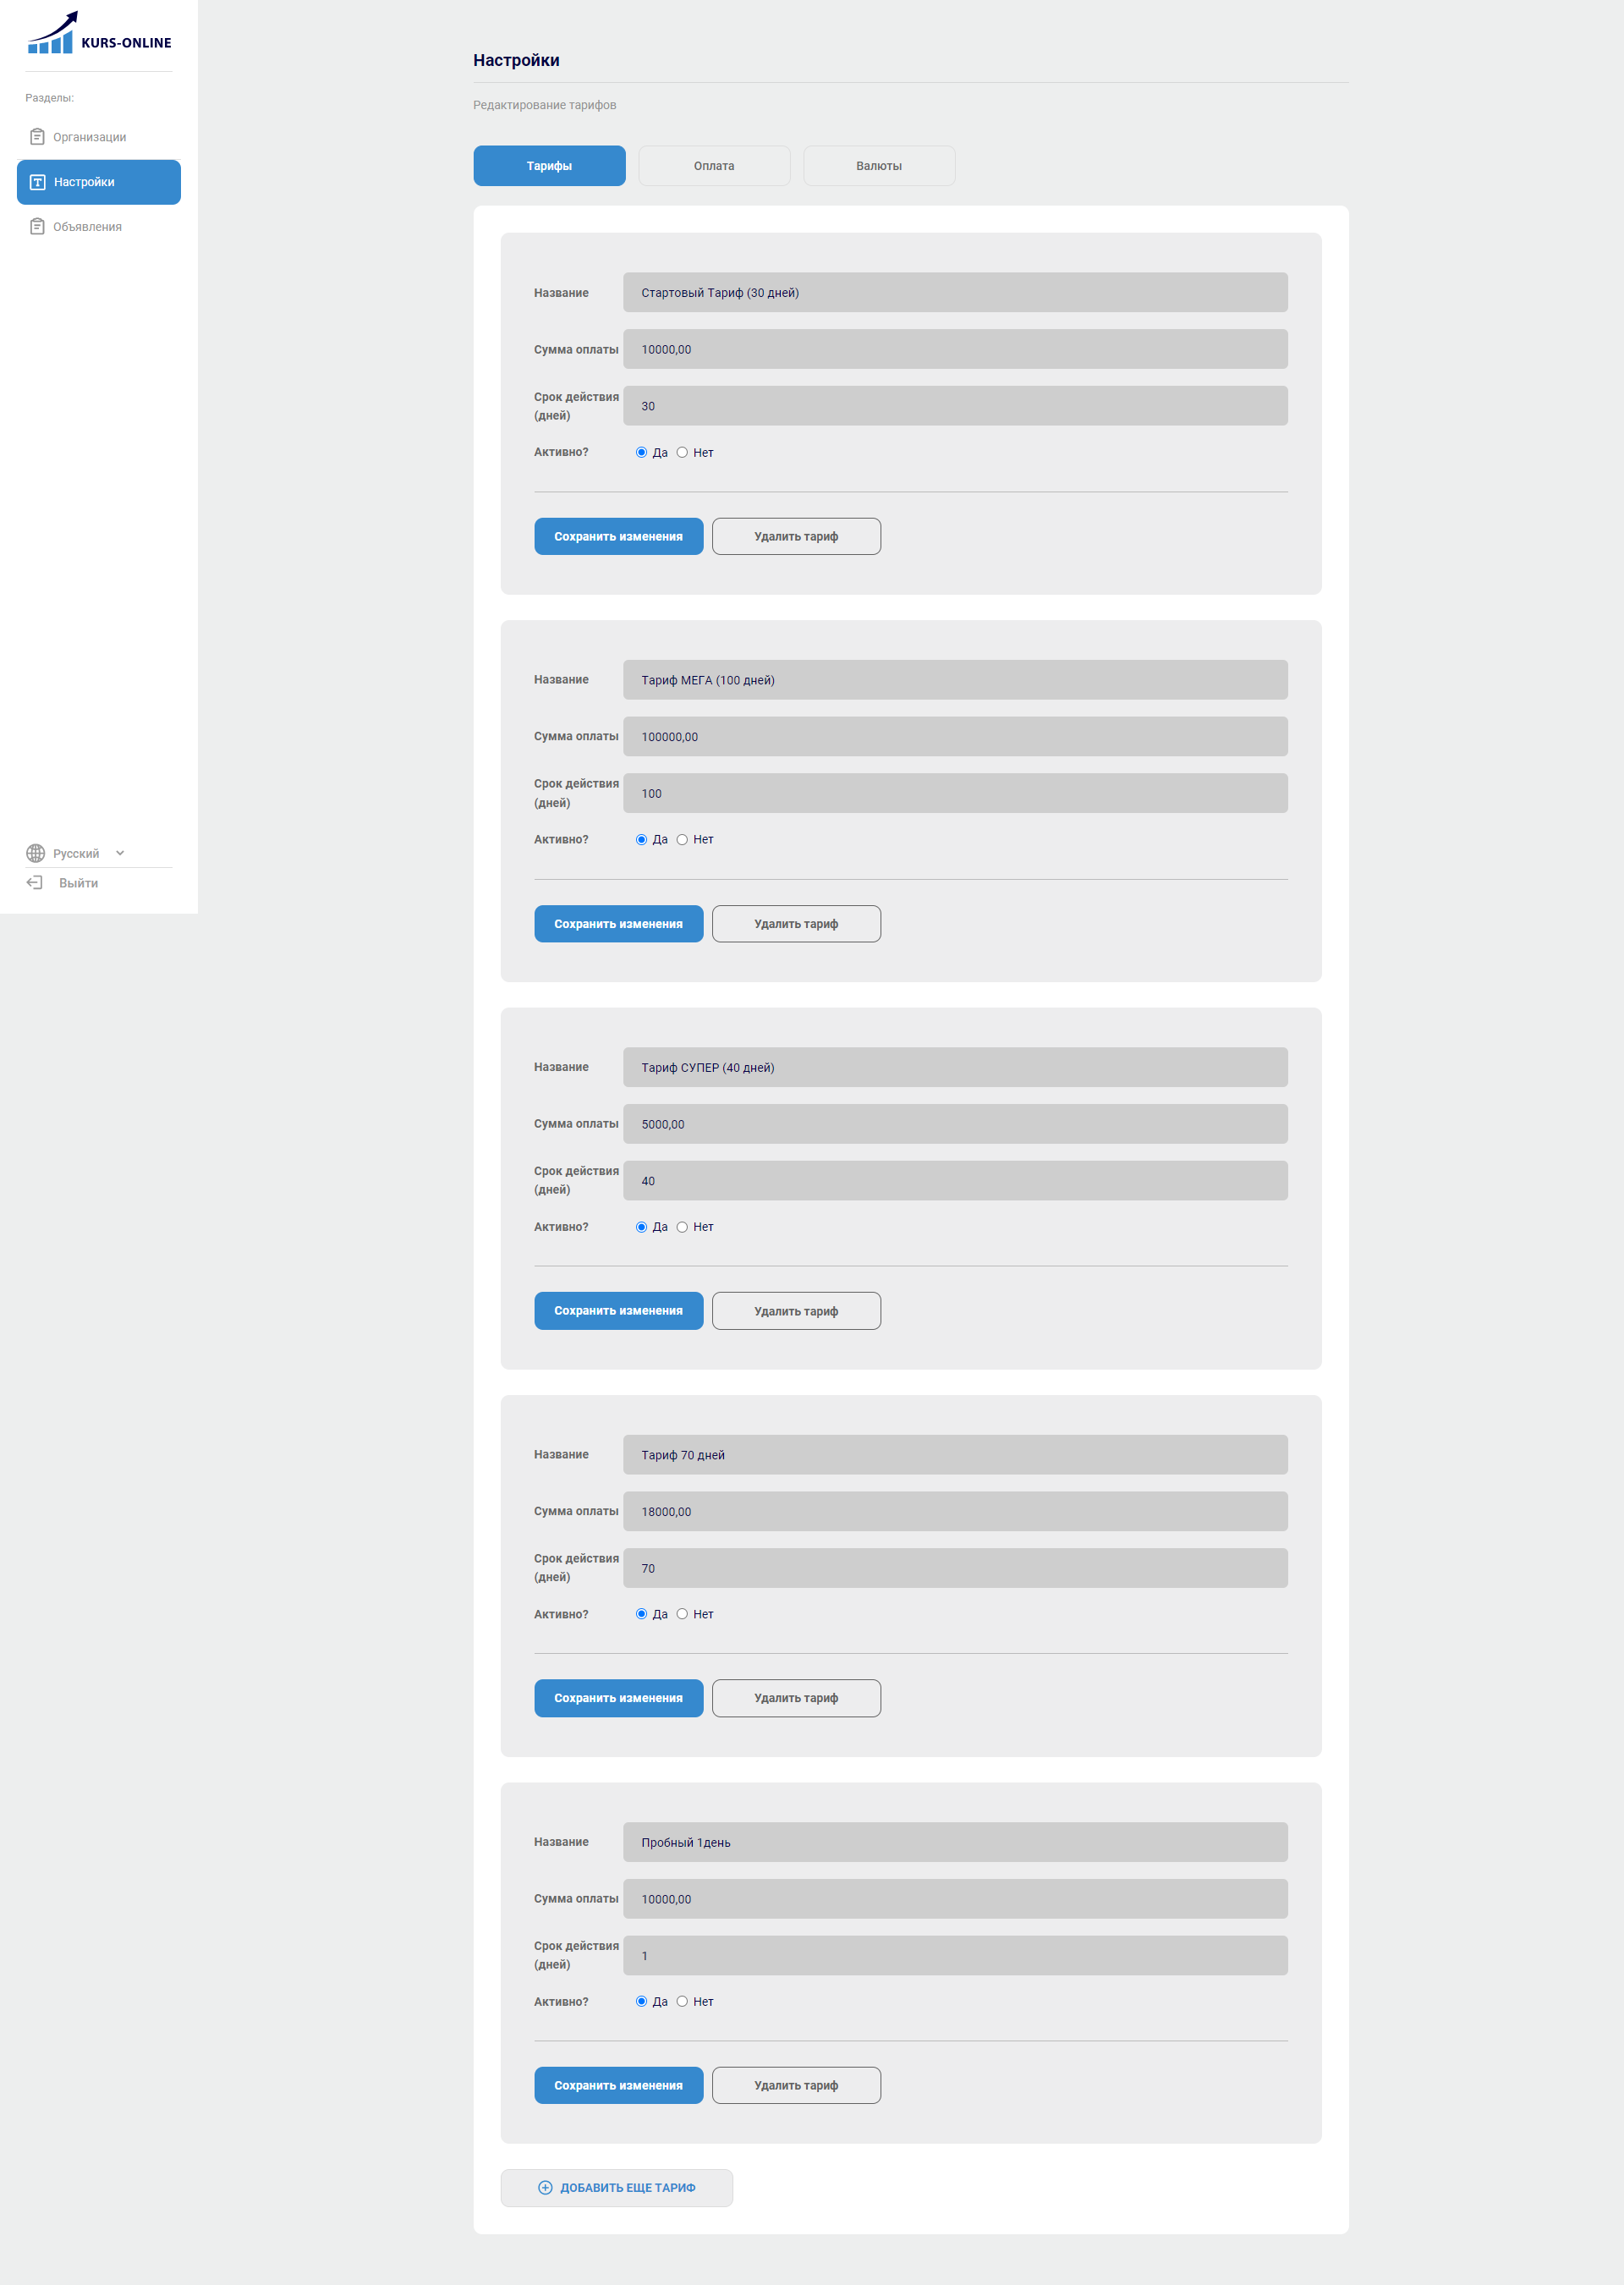 KURS-ONLINE
Разделы:
Организации
Настройки
Объявления
Русский
Выйти
Настройки
Редактирование тарифов
Тарифы
Оплата
Валюты
Название
Стартовый Тариф (30 дней)
Сумма оплаты
10000,00
Срок действия
(дней)
30
Активно?
Да
Нет
Сохранить изменения
Удалить тариф
Название
Тариф МЕГА (100 дней)
Сумма оплаты
100000,00
Срок действия
(дней)
100
Активно?
Да
Нет
Сохранить изменения
Удалить тариф
Название
Тариф СУПЕР (40 дней)
Сумма оплаты
5000,00
Срок действия
(дней)
40
Активно?
Да
Нет
Сохранить изменения
Удалить тариф
Название
Тариф 70 дней
Сумма оплаты
18000,00
Срок действия
(дней)
70
Активно?
Да
Нет
Сохранить изменения
Удалить тариф
Название
Пробный 1день
Сумма оплаты
10000,00
Срок действия
(дней)
1
Активно?
Да
Нет
Сохранить изменения
Удалить тариф
ДОБАВИТЬ ЕЩЕ ТАРИФ